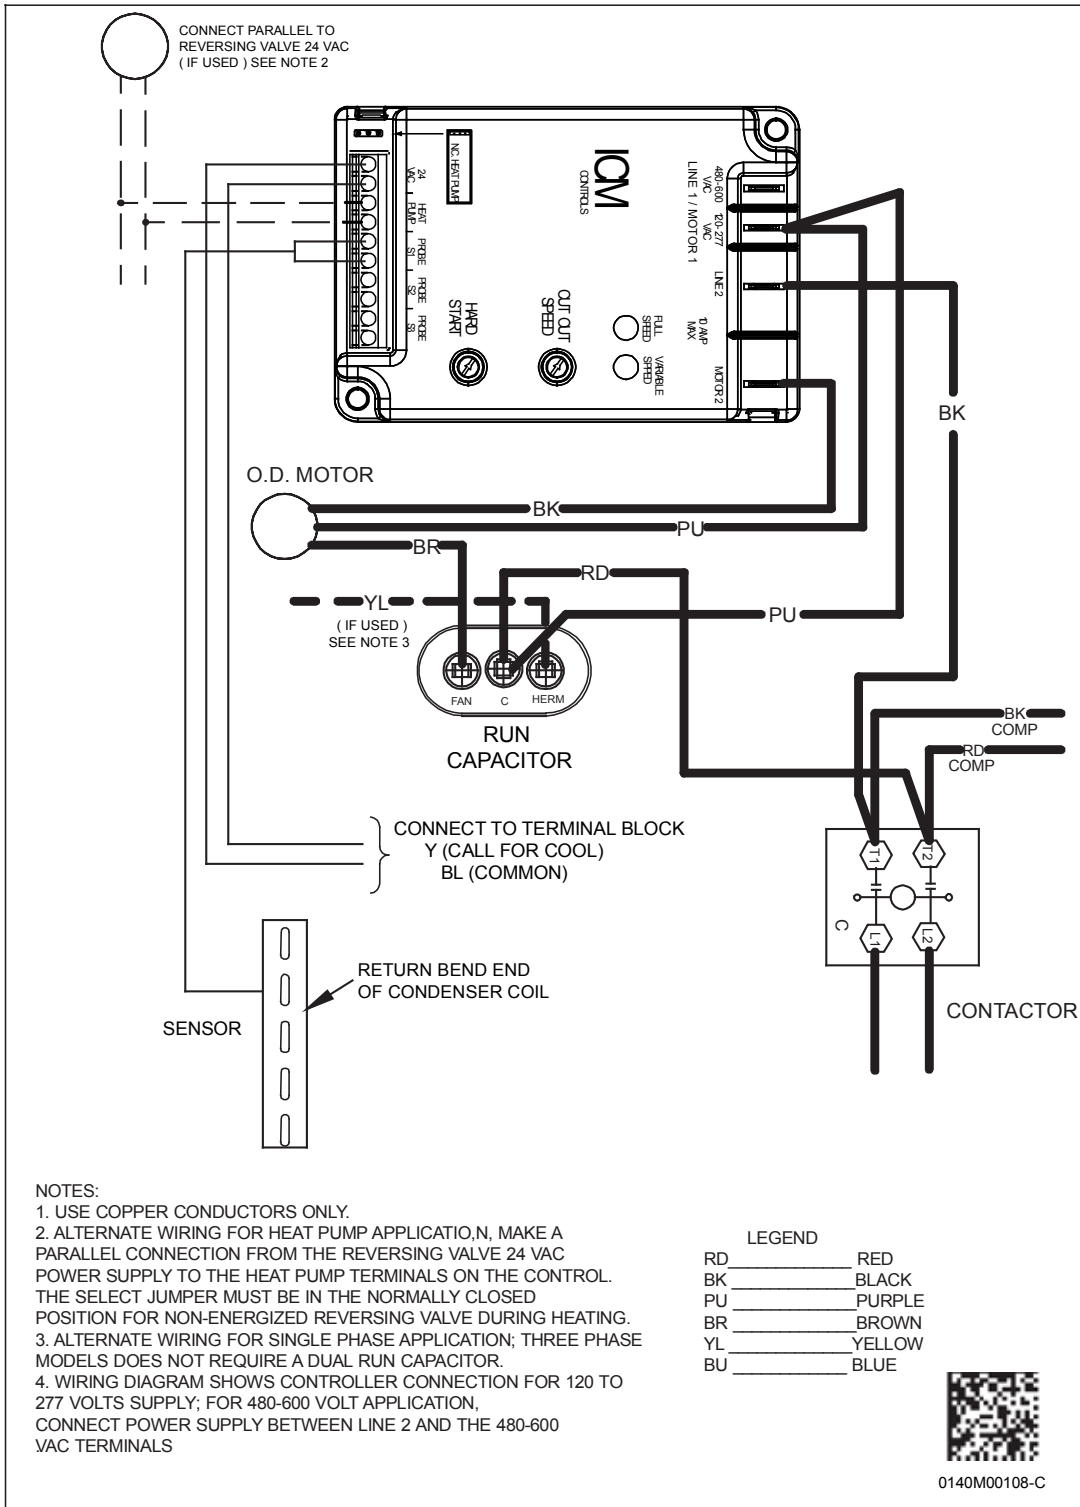 CONNECT PARALLEL TO
REVERSING VALVE 24 VAC
( IF USED ) SEE NOTE 2
NC. HEAT PUMP
24
VAC
HEAT
PUMP
PROBE
S1
PROBE
S2
PROBE
S3
ICM
CONTROLS
HARD
START
CUT OUT
SPEED
FULL
SPEED
VARIABLE
SPPED
480-600
VAC
120-277
VAC
LINE 1 / MOTOR 1
LINE 2
10 AMP
MAX
MOTOR 2
BK
O.D. MOTOR
BK
PU
BR
RD
YL
( IF USED )
SEE NOTE 3
PU
FAN
C
HERM
RUN
CAPACITOR
BK
COMP
RD
COMP
CONNECT TO TERMINAL BLOCK
Y (CALL FOR COOL)
BL (COMMON)
T1
T2
C
L1
L2
CONTACTOR
RETURN BEND END
OF CONDENSER COIL
SENSOR
NOTES:
1. USE COPPER CONDUCTORS ONLY.
2. ALTERNATE WIRING FOR HEAT PUMP APPLICATIO,N, MAKE A
PARALLEL CONNECTION FROM THE REVERSING VALVE 24 VAC
POWER SUPPLY TO THE HEAT PUMP TERMINALS ON THE CONTROL.
THE SELECT JUMPER MUST BE IN THE NORMALLY CLOSED
POSITION FOR NON-ENERGIZED REVERSING VALVE DURING HEATING.
3. ALTERNATE WIRING FOR SINGLE PHASE APPLICATION; THREE PHASE
MODELS DOES NOT REQUIRE A DUAL RUN CAPACITOR.
4. WIRING DIAGRAM SHOWS CONTROLLER CONNECTION FOR 120 TO
277 VOLTS SUPPLY; FOR 480-600 VOLT APPLICATION,
CONNECT POWER SUPPLY BETWEEN LINE 2 AND THE 480-600
VAC TERMINALS
LEGEND
RD_____________ RED
BK _____________BLACK
PU _____________PURPLE
BR _____________BROWN
YL _____________YELLOW
BU _____________ BLUE
0140M00108-C